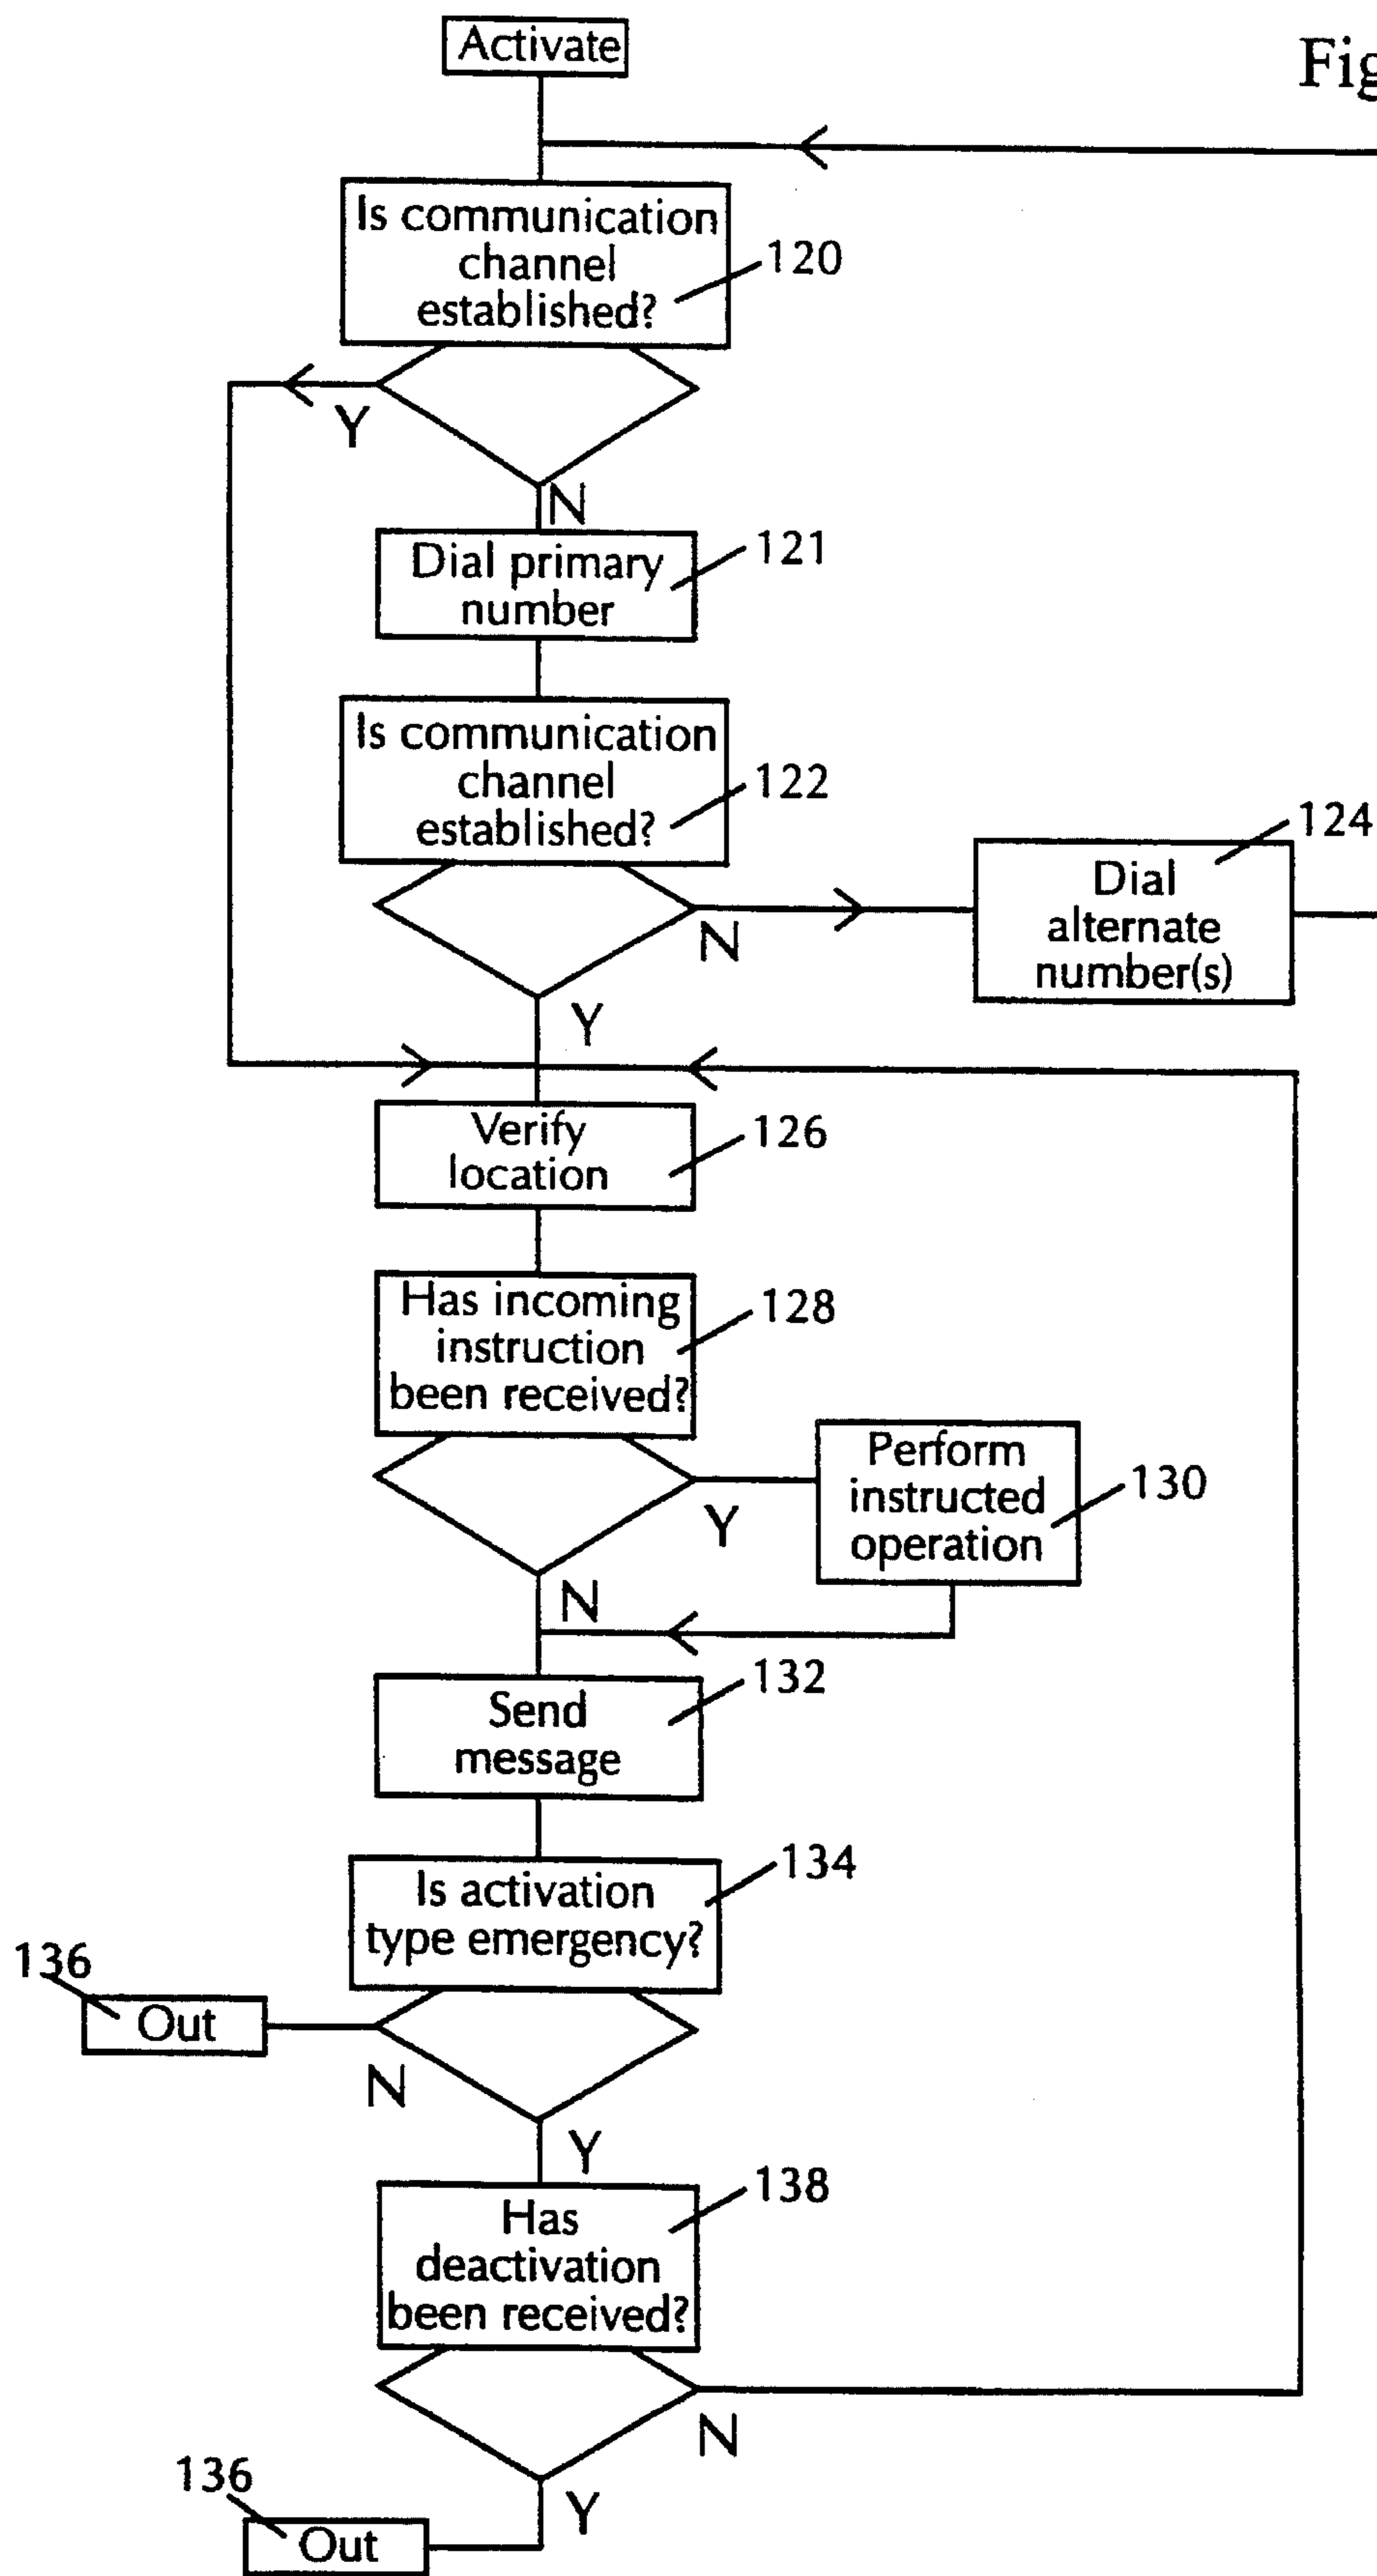 Activate
Fig
Is communication
channel
established?
120
Y
N
Dial primary
number
121
Is communication
channel
established?
122
N
Dial
alternate
number(s)
124
Y
Verify
location
126
Has incoming
instruction
been received?
128
Y
Perform
instructed
operation
130
N
Send
message
132
Is activation
type emergency?
134
136
Out
N
Y
Has
deactivation
been received?
138
N
136
Out
Y